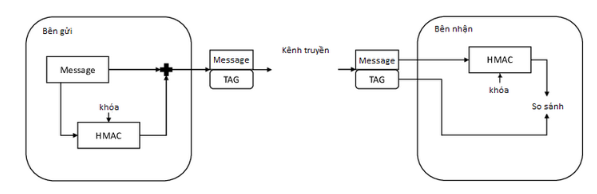 Bên gửi
Message
khóa
HMAC
Message
TAG
Kênh truyền
Message
TAG
Bên nhận
HMAC
khóa
So sánh